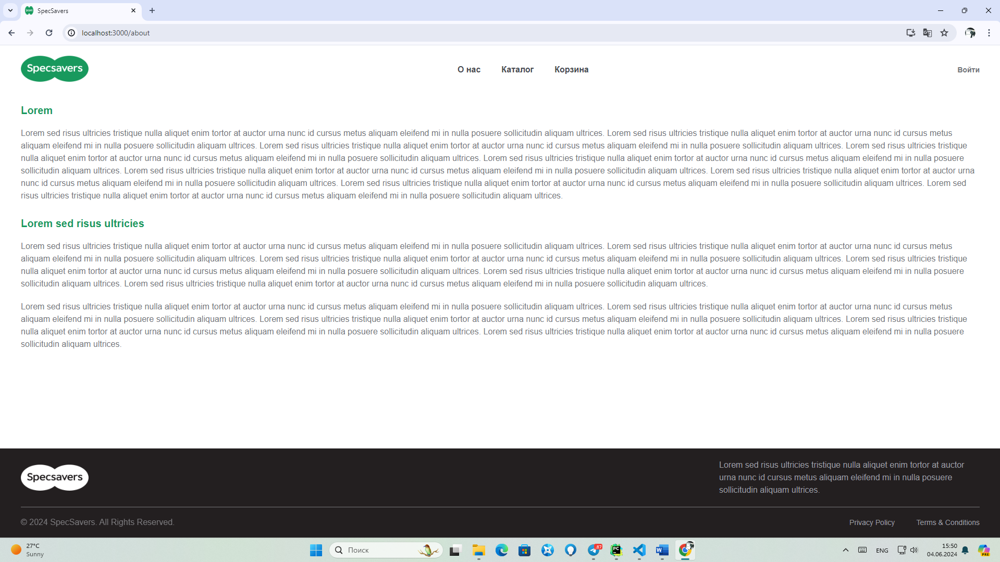 SpecSavers
localhost:3000/about
Specsavers
О нас
Каталог
Корзина
Войти
Lorem
Lorem sed risus ultricies tristique nulla aliquet enim tortor at auctor urna nunc id cursus metus aliquam eleifend mi in nulla posuere sollicitudin aliquam ultrices. Lorem sed risus ultricies tristique nulla aliquet enim tortor at auctor urna nunc id cursus metus
aliquam eleifend mi in nulla posuere sollicitudin aliquam ultrices. Lorem sed risus ultricies tristique nulla aliquet enim tortor at auctor urna nunc id cursus metus aliquam eleifend mi in nulla posuere sollicitudin aliquam ultrices. Lorem sed risus ultricies tristique
nulla aliquet enim tortor at auctor urna nunc id cursus metus aliquam eleifend mi in nulla posuere sollicitudin aliquam ultrices. Lorem sed risus ultricies tristique nulla aliquet enim tortor at auctor urna nunc id cursus metus aliquam eleifend mi in nulla posuere
sollicitudin aliquam ultrices. Lorem sed risus ultricies tristique nulla aliquet enim tortor at auctor urna nunc id cursus metus aliquam eleifend mi in nulla posuere sollicitudin aliquam ultrices. Lorem sed risus ultricies tristique nulla aliquet enim tortor at auctor urna
nunc id cursus metus aliquam eleifend mi in nulla posuere sollicitudin aliquam ultrices. Lorem sed risus ultricies tristique nulla aliquet enim tortor at auctor urna nunc id cursus metus aliquam eleifend mi in nulla posuere sollicitudin aliquam ultrices. Lorem sed
risus ultricies tristique nulla aliquet enim tortor at auctor urna nunc id cursus metus aliquam eleifend mi in nulla posuere sollicitudin aliquam ultrices.
Lorem sed risus ultricies
Lorem sed risus ultricies tristique nulla aliquet enim tortor at auctor urna nunc id cursus metus aliquam eleifend mi in nulla posuere sollicitudin aliquam ultrices. Lorem sed risus ultricies tristique nulla aliquet enim tortor at auctor urna nunc id cursus metus
aliquam eleifend mi in nulla posuere sollicitudin aliquam ultrices. Lorem sed risus ultricies tristique nulla aliquet enim tortor at auctor urna nunc id cursus metus aliquam eleifend mi in nulla posuere sollicitudin aliquam ultrices. Lorem sed risus ultricies tristique
nulla aliquet enim tortor at auctor urna nunc id cursus metus aliquam eleifend mi in nulla posuere sollicitudin aliquam ultrices. Lorem sed risus ultricies tristique nulla aliquet enim tortor at auctor urna nunc id cursus metus aliquam eleifend mi in nulla posuere
sollicitudin aliquam ultrices. Lorem sed risus ultricies tristique nulla aliquet enim tortor at auctor urna nunc id cursus metus aliquam eleifend mi in nulla posuere sollicitudin aliquam ultrices.
Lorem sed risus ultricies tristique nulla aliquet enim tortor at auctor urna nunc id cursus metus aliquam eleifend mi in nulla posuere sollicitudin aliquam ultrices. Lorem sed risus ultricies tristique nulla aliquet enim tortor at auctor urna nunc id cursus metus
aliquam eleifend mi in nulla posuere sollicitudin aliquam ultrices. Lorem sed risus ultricies tristique nulla aliquet enim tortor at auctor urna nunc id cursus metus aliquam eleifend mi in nulla posuere sollicitudin aliquam ultrices. Lorem sed risus ultricies tristique
nulla aliquet enim tortor at auctor urna nunc id cursus metus aliquam eleifend mi in nulla posuere sollicitudin aliquam ultrices. Lorem sed risus ultricies tristique nulla aliquet enim tortor at auctor urna nunc id cursus metus aliquam eleifend mi in nulla posuere
sollicitudin aliquam ultrices.
Specsavers
Lorem sed risus ultricies tristique nulla aliquet enim tortor at auctor
urna nunc id cursus metus aliquam eleifend mi in nulla posuere
sollicitudin aliquam ultrices.
© 2024 SpecSavers. All Rights Reserved.
Privacy Policy
Terms & Conditions
27°C
Sunny
Поиск
87
PC
W
ENG
15:50
04.06.2024
PRE